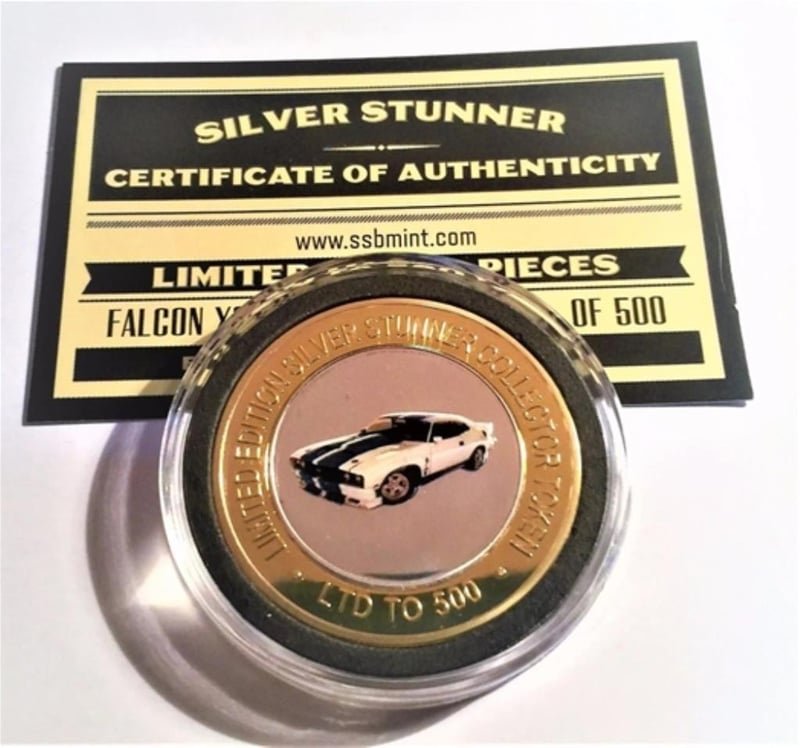 SILVER STUNNER
CERTIFICATE OF AUTHENTICITY
www.ssbmint.com
PIECES
FALCON
OF 500
LIMITED EDITION SILVER STUNNER COLLECTOR TOKEN
LTD TO 500